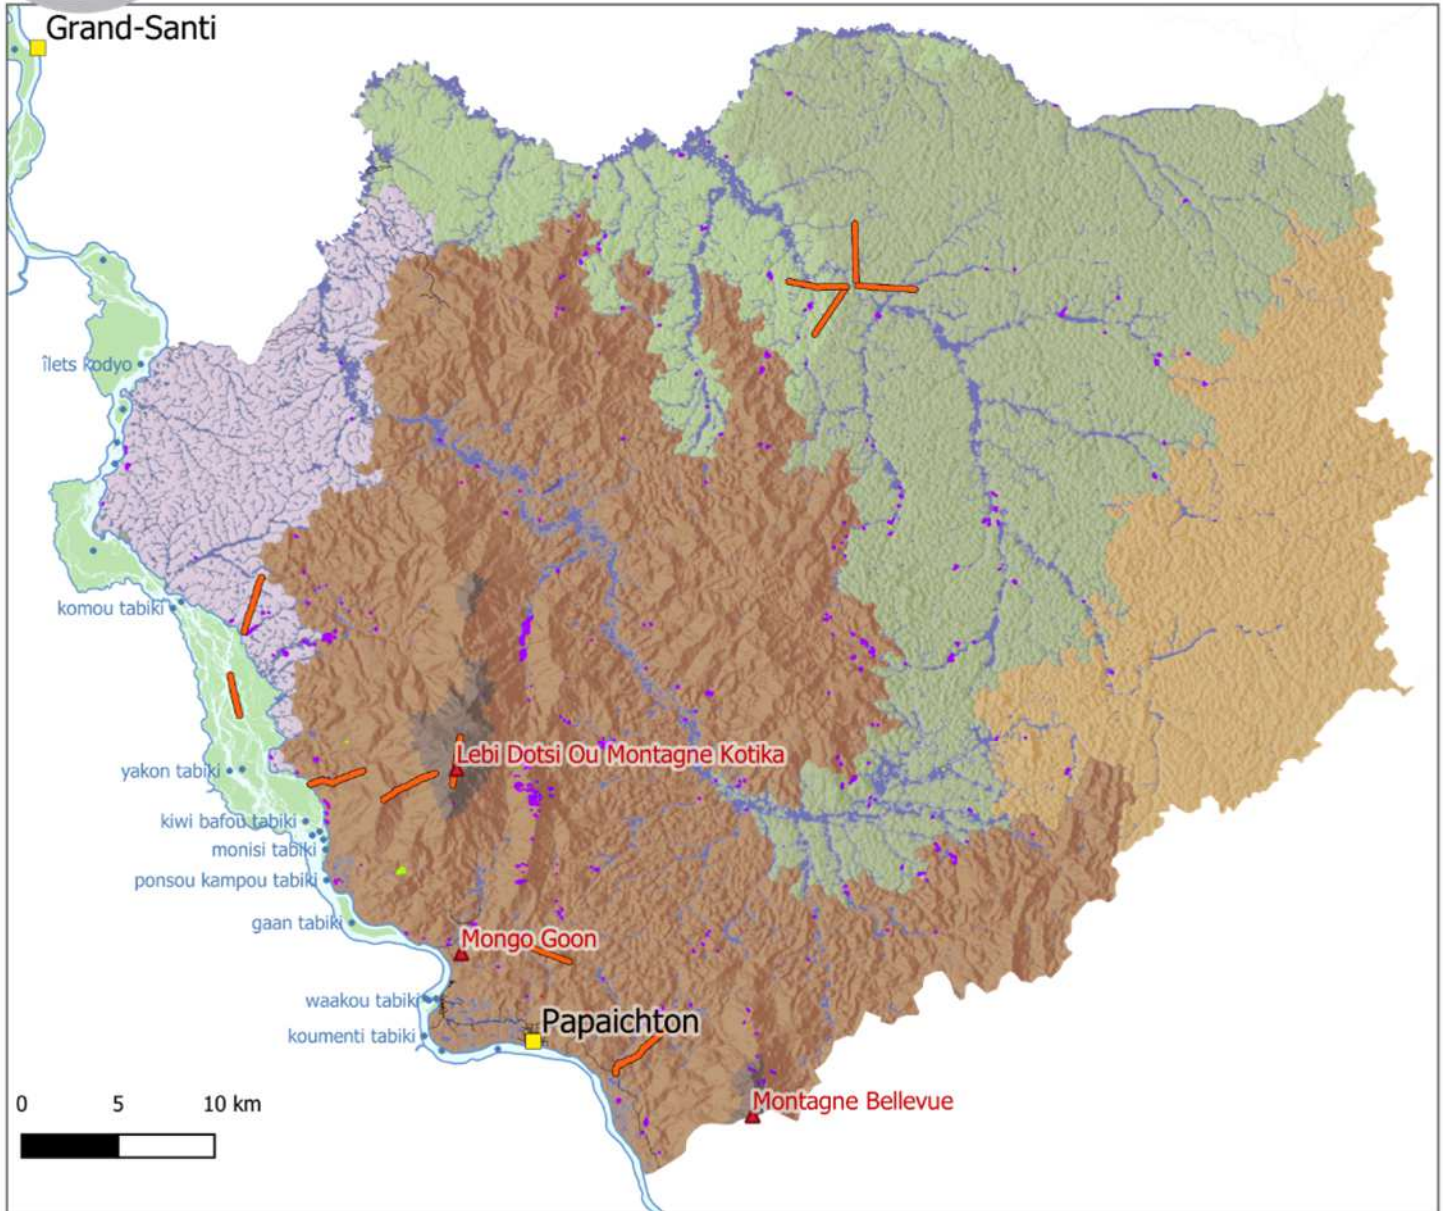 Grand-Santi
îlets kodyo
komou tabiki
Lebi Dotsi Ou Montagne Kotika
yakon tabiki
kiwi bafou tabiki
monisi tabiki
ponsou kampou tabiki
gaan tabiki
Mongo Goon
waakou tabiki
Papaichton
koumenti tabiki
Montagne Bellevue
0 5 10 km